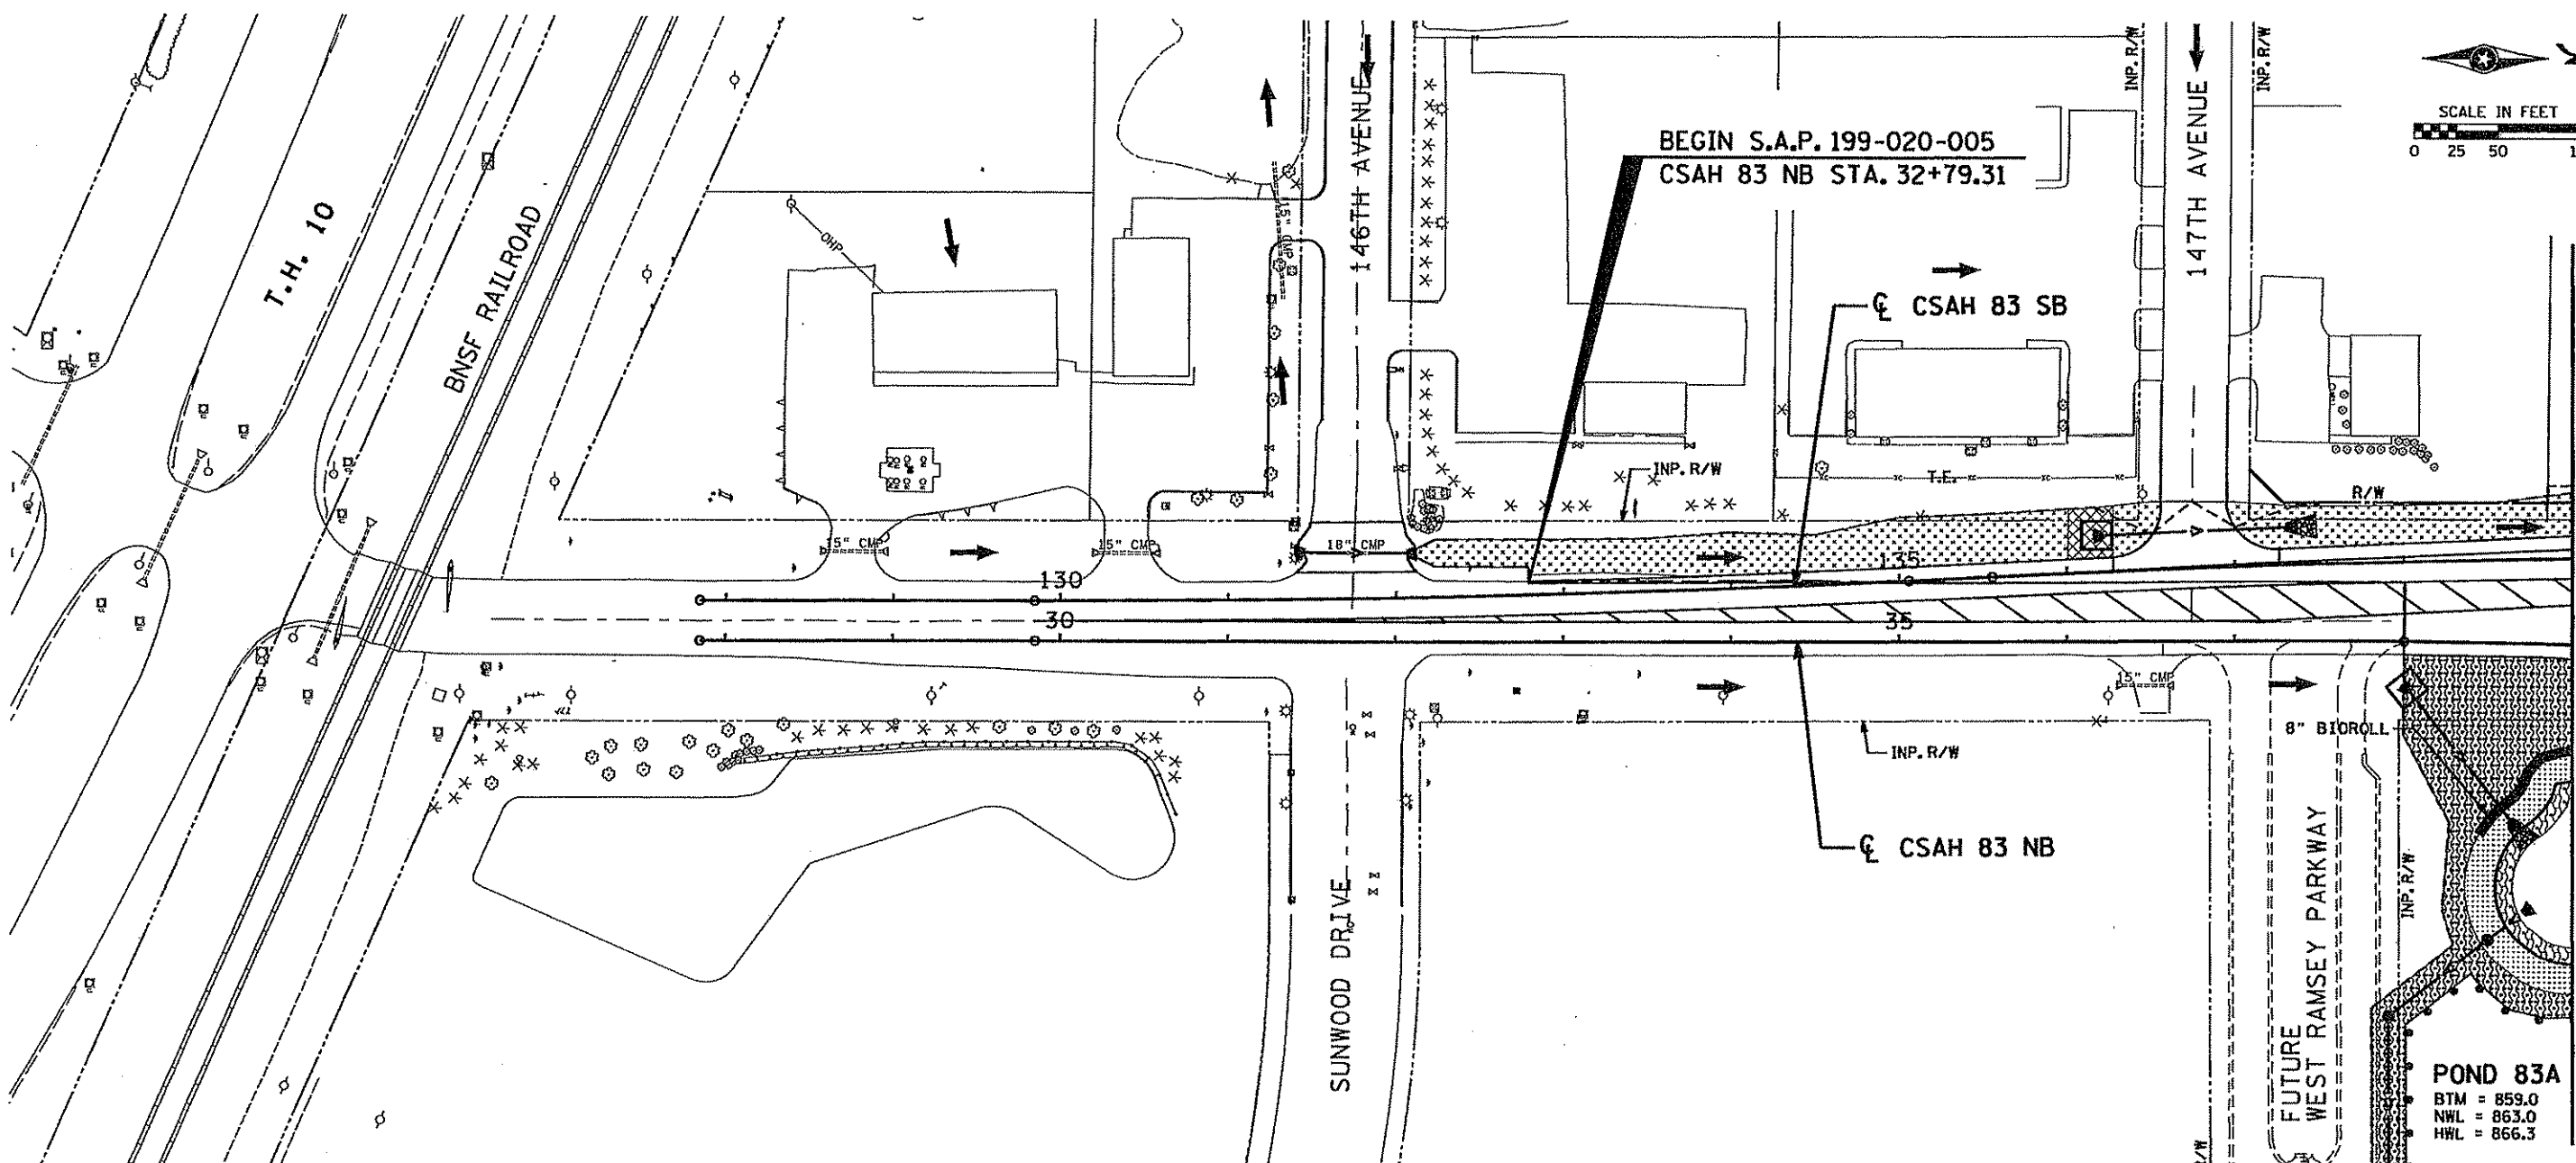 T.H. 10
BNSF RAILROAD
OHP
15" CMP
146TH AVENUE
BEGIN S.A.P. 199-020-005
CSAH 83 NB STA. 32+79.31
INP. R/W
147TH AVENUE
INP. R/W
SCALE IN FEET
0 25 50
℄ CSAH 83 SB
INP. R/W
T.E.
R/W
15" CMP
15" CMP
18" CMP
130
135
30
35
15" CMP
8" BIOROLL
INP. R/W
℄ CSAH 83 NB
SUNWOOD DRIVE
FUTURE
WEST RAMSEY PARKWAY
INP. R/W
R/W
POND 83A
BTM = 859.0
NWL = 863.0
HWL = 866.3